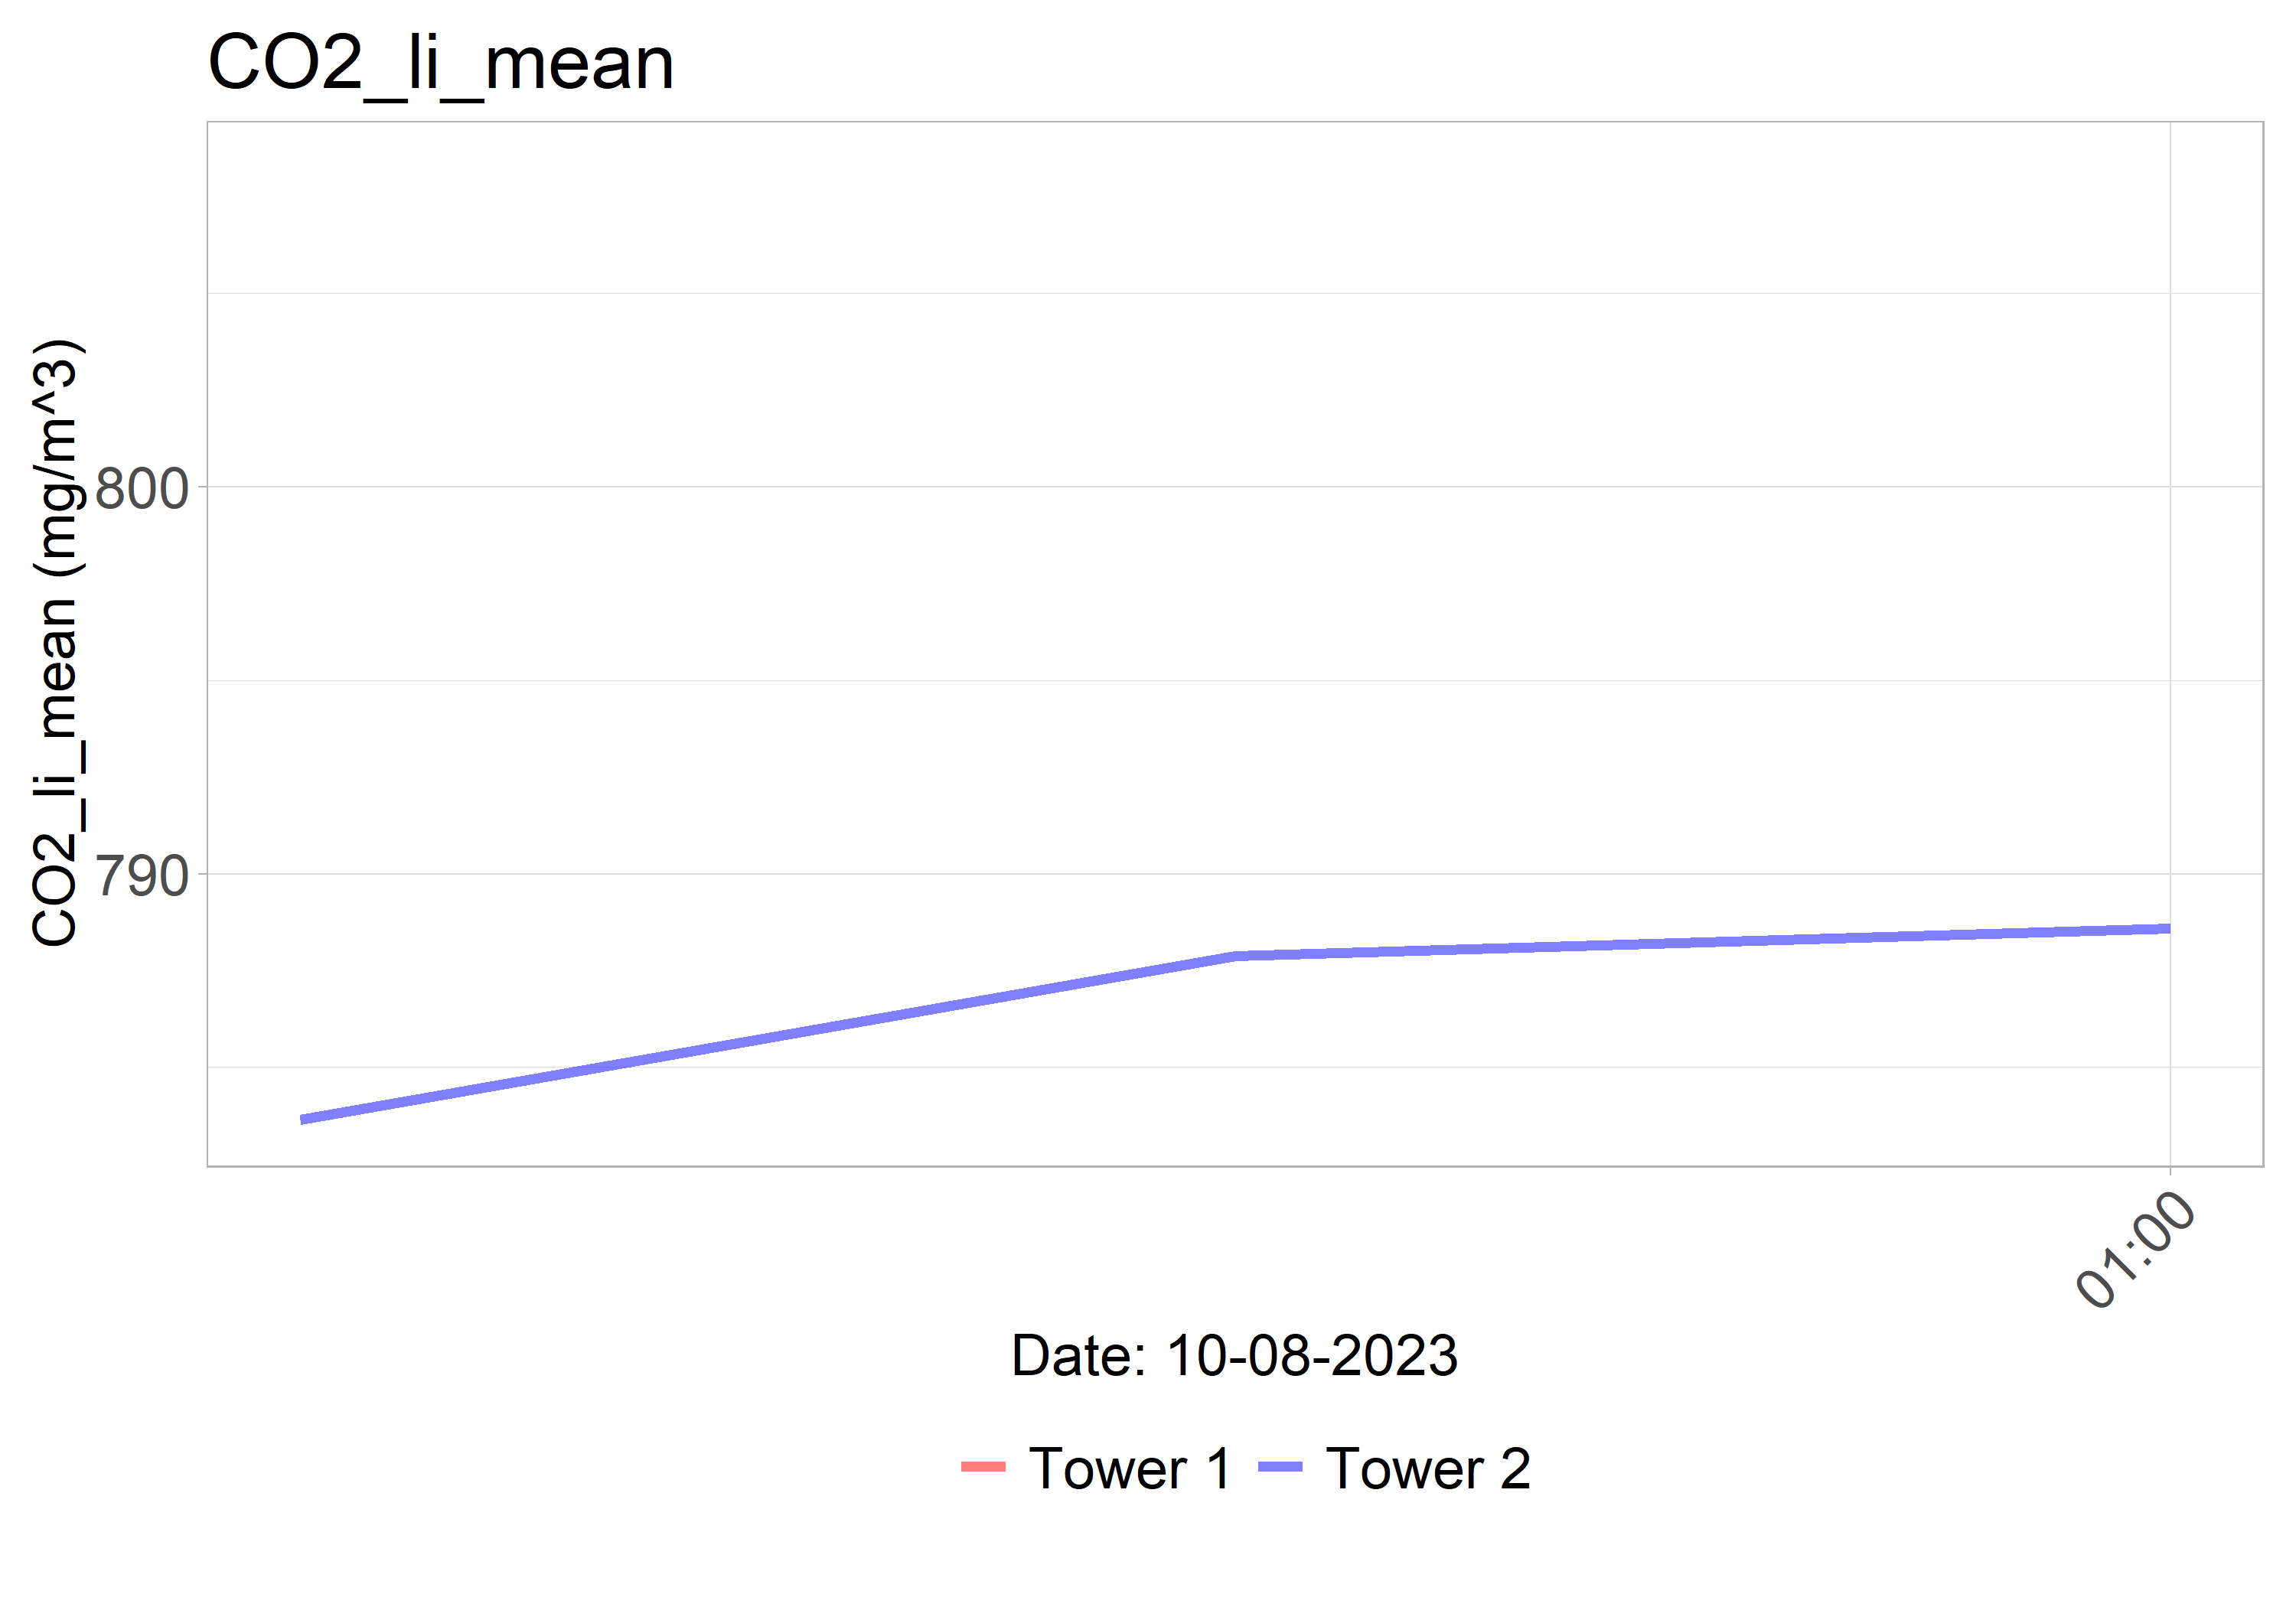 CO2_li_mean
CO2_li_mean (mg/m^3)
800
790
01:00
Date: 10-08-2023
Tower 1 Tower 2